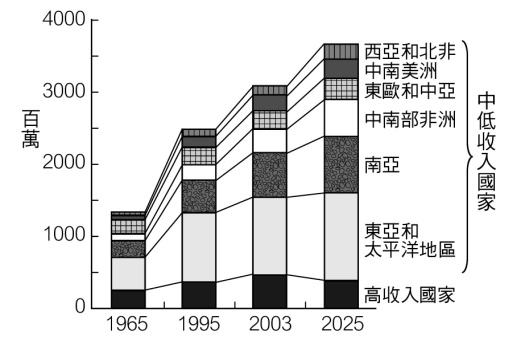 4000
3000
2000
1000
0
百萬
1965
1995
2003
2025
西亞和北非
中南美洲
東歐和中亞
中南部非洲
南亞
東亞和
太平洋地區
高收入國家
中低收入國家